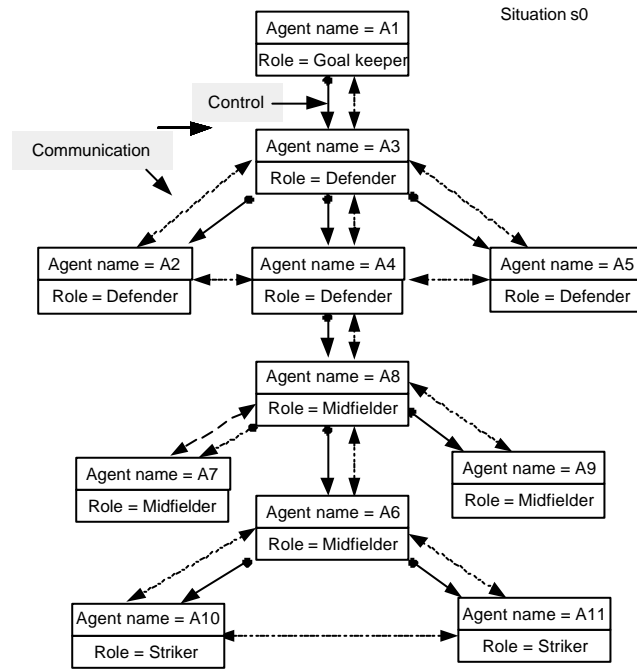 Situation s0
Agent name = A1
Role = Goal keeper
Control
Communication
Agent name = A3
Role = Defender
Agent name = A2
Role = Defender
Agent name = A4
Role = Defender
Agent name = A5
Role = Defender
Agent name = A8
Role = Midfielder
Agent name = A7
Role = Midfielder
Agent name = A9
Role = Midfielder
Agent name = A6
Role = Midfielder
Agent name = A10
Role = Striker
Agent name = A11
Role = Striker